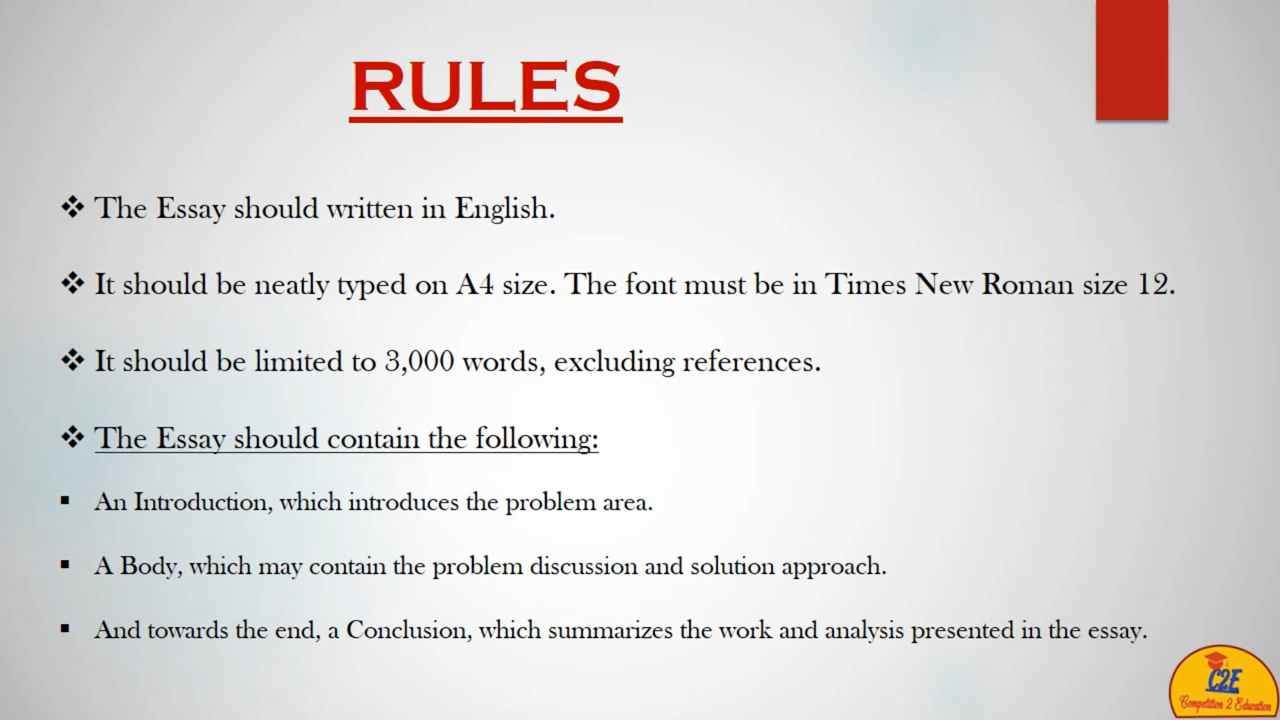 RULES
❖ The Essay should written in English.
❖ It should be neatly typed on A4 size. The font must be in Times New Roman size 12.
❖ It should be limited to 3,000 words, excluding references.
❖ The Essay should contain the following:
▪ An Introduction, which introduces the problem area.
▪ A Body, which may contain the problem discussion and solution approach.
▪ And towards the end, a Conclusion, which summarizes the work and analysis presented in the essay.
C2E
Competition 2 Education